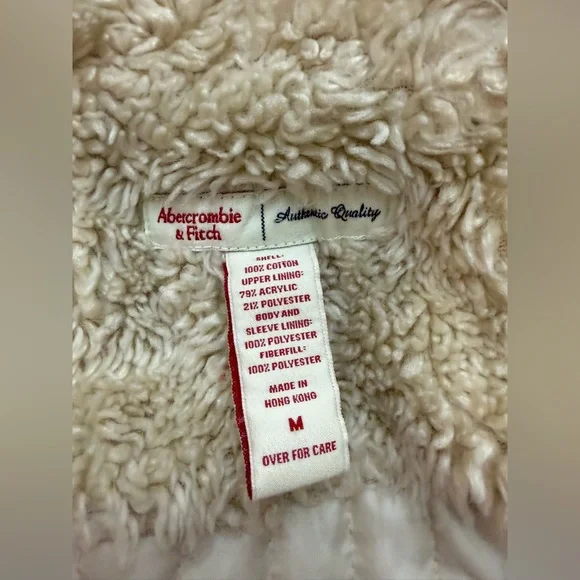 Abercrombie
& Fitch
Authentic Quality
SHELL:
100% COTTON
UPPER LINING:
79% ACRYLIC
21% POLYESTER
BODY AND
SLEEVE LINING:
100% POLYESTER
FIBERFILL:
100% POLYESTER
MADE IN
HONG KONG
M
OVER FOR CARE